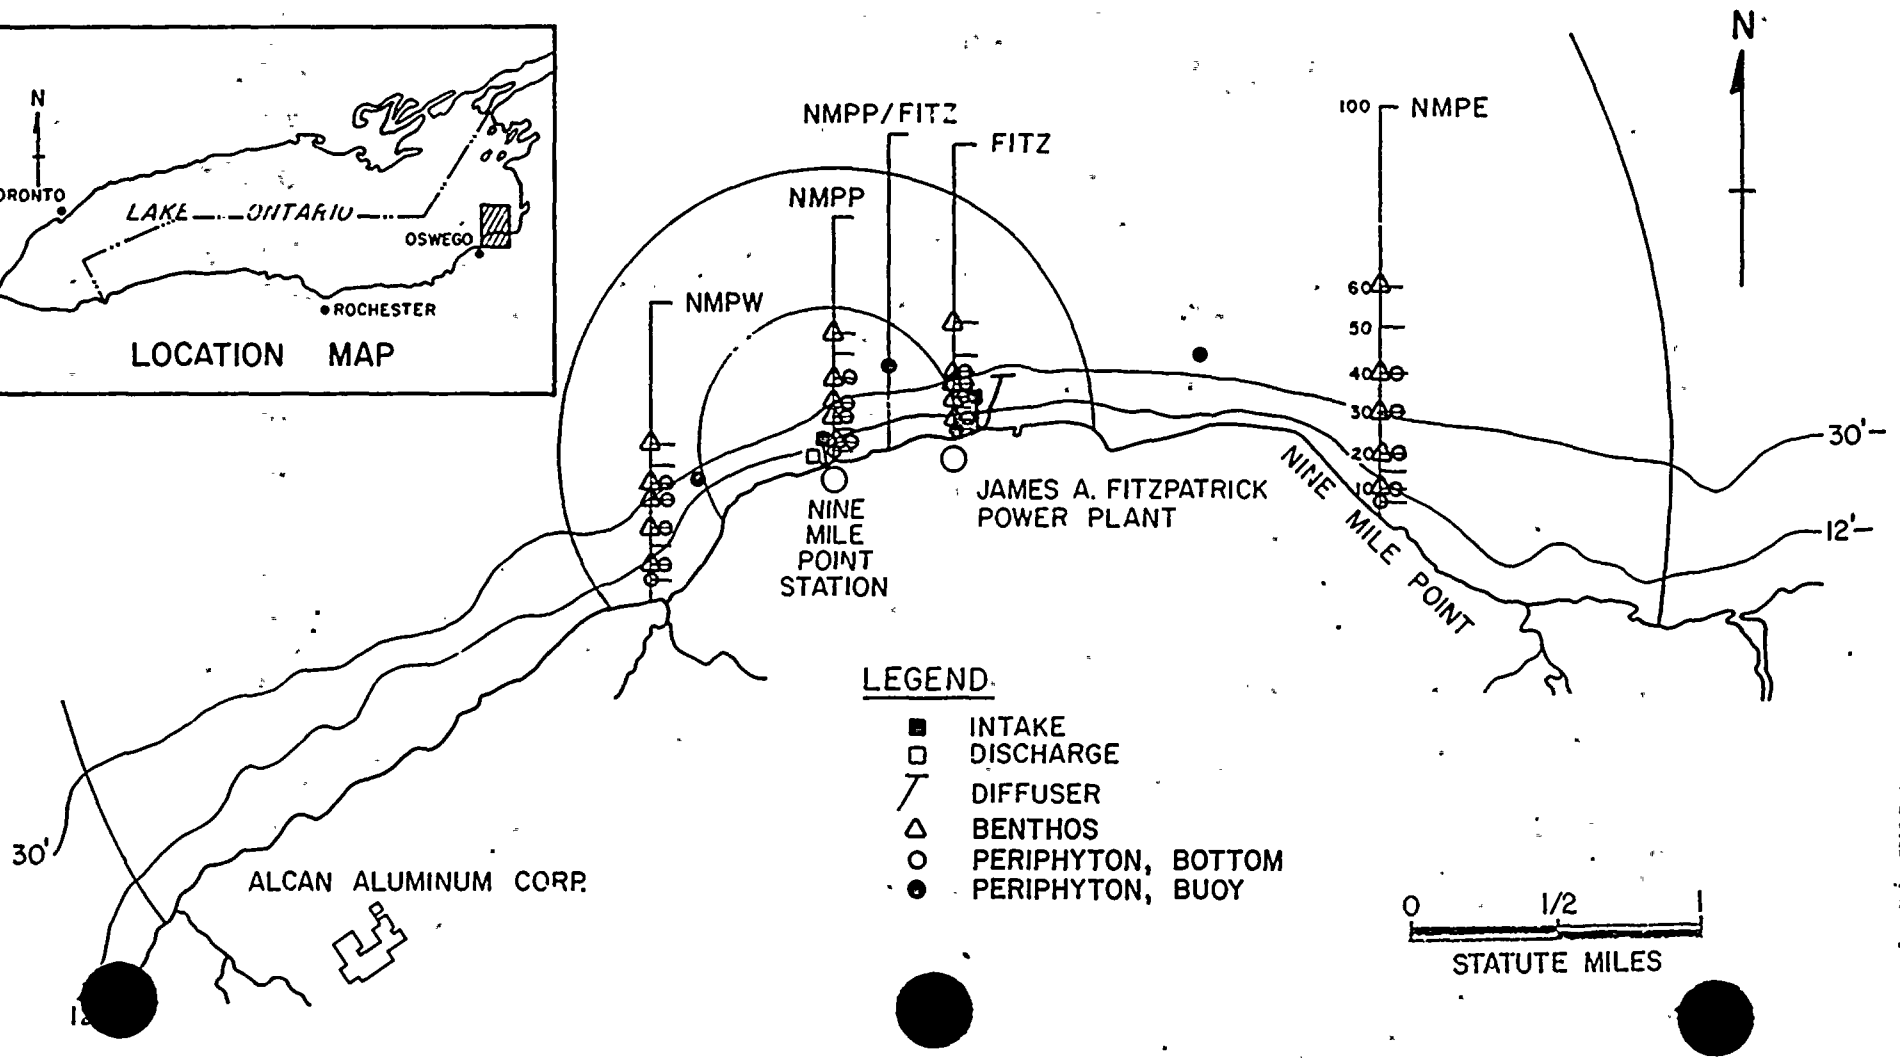 N
ORONTO
LAKE ONTARIO
OSWEGO
ROCHESTER
LOCATION MAP
N
NMPP/FITZ
FITZ
NMPP
NMPW
100 NMPE
60
50
40
30
20
10
30'
12'
JAMES A. FITZPATRICK
POWER PLANT
NINE
MILE
POINT
STATION
NINE MILE POINT
30'
ALCAN ALUMINUM CORP.
LEGEND
INTAKE
DISCHARGE
DIFFUSER
BENTHOS
PERIPHYTON, BOTTOM
PERIPHYTON, BUOY
0 1/2 1
STATUTE MILES